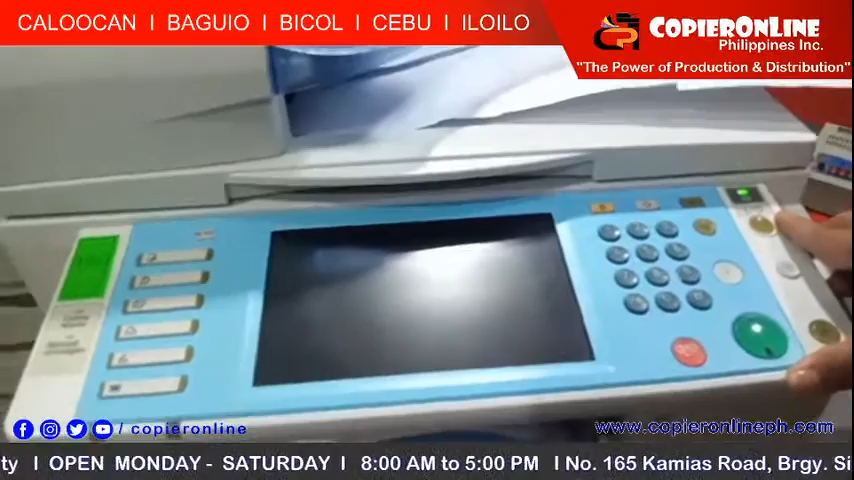 CALOOCAN I BAGUIO I BICOL I CEBU I ILOILO
COPIERONLINE
Philippines Inc.
"The Power of Production & Distribution"
/ copieronline
www.copieronlineph.com
ty I OPEN MONDAY - SATURDAY I 8:00 AM to 5:00 PM I No. 165 Kamias Road, Brgy. Si